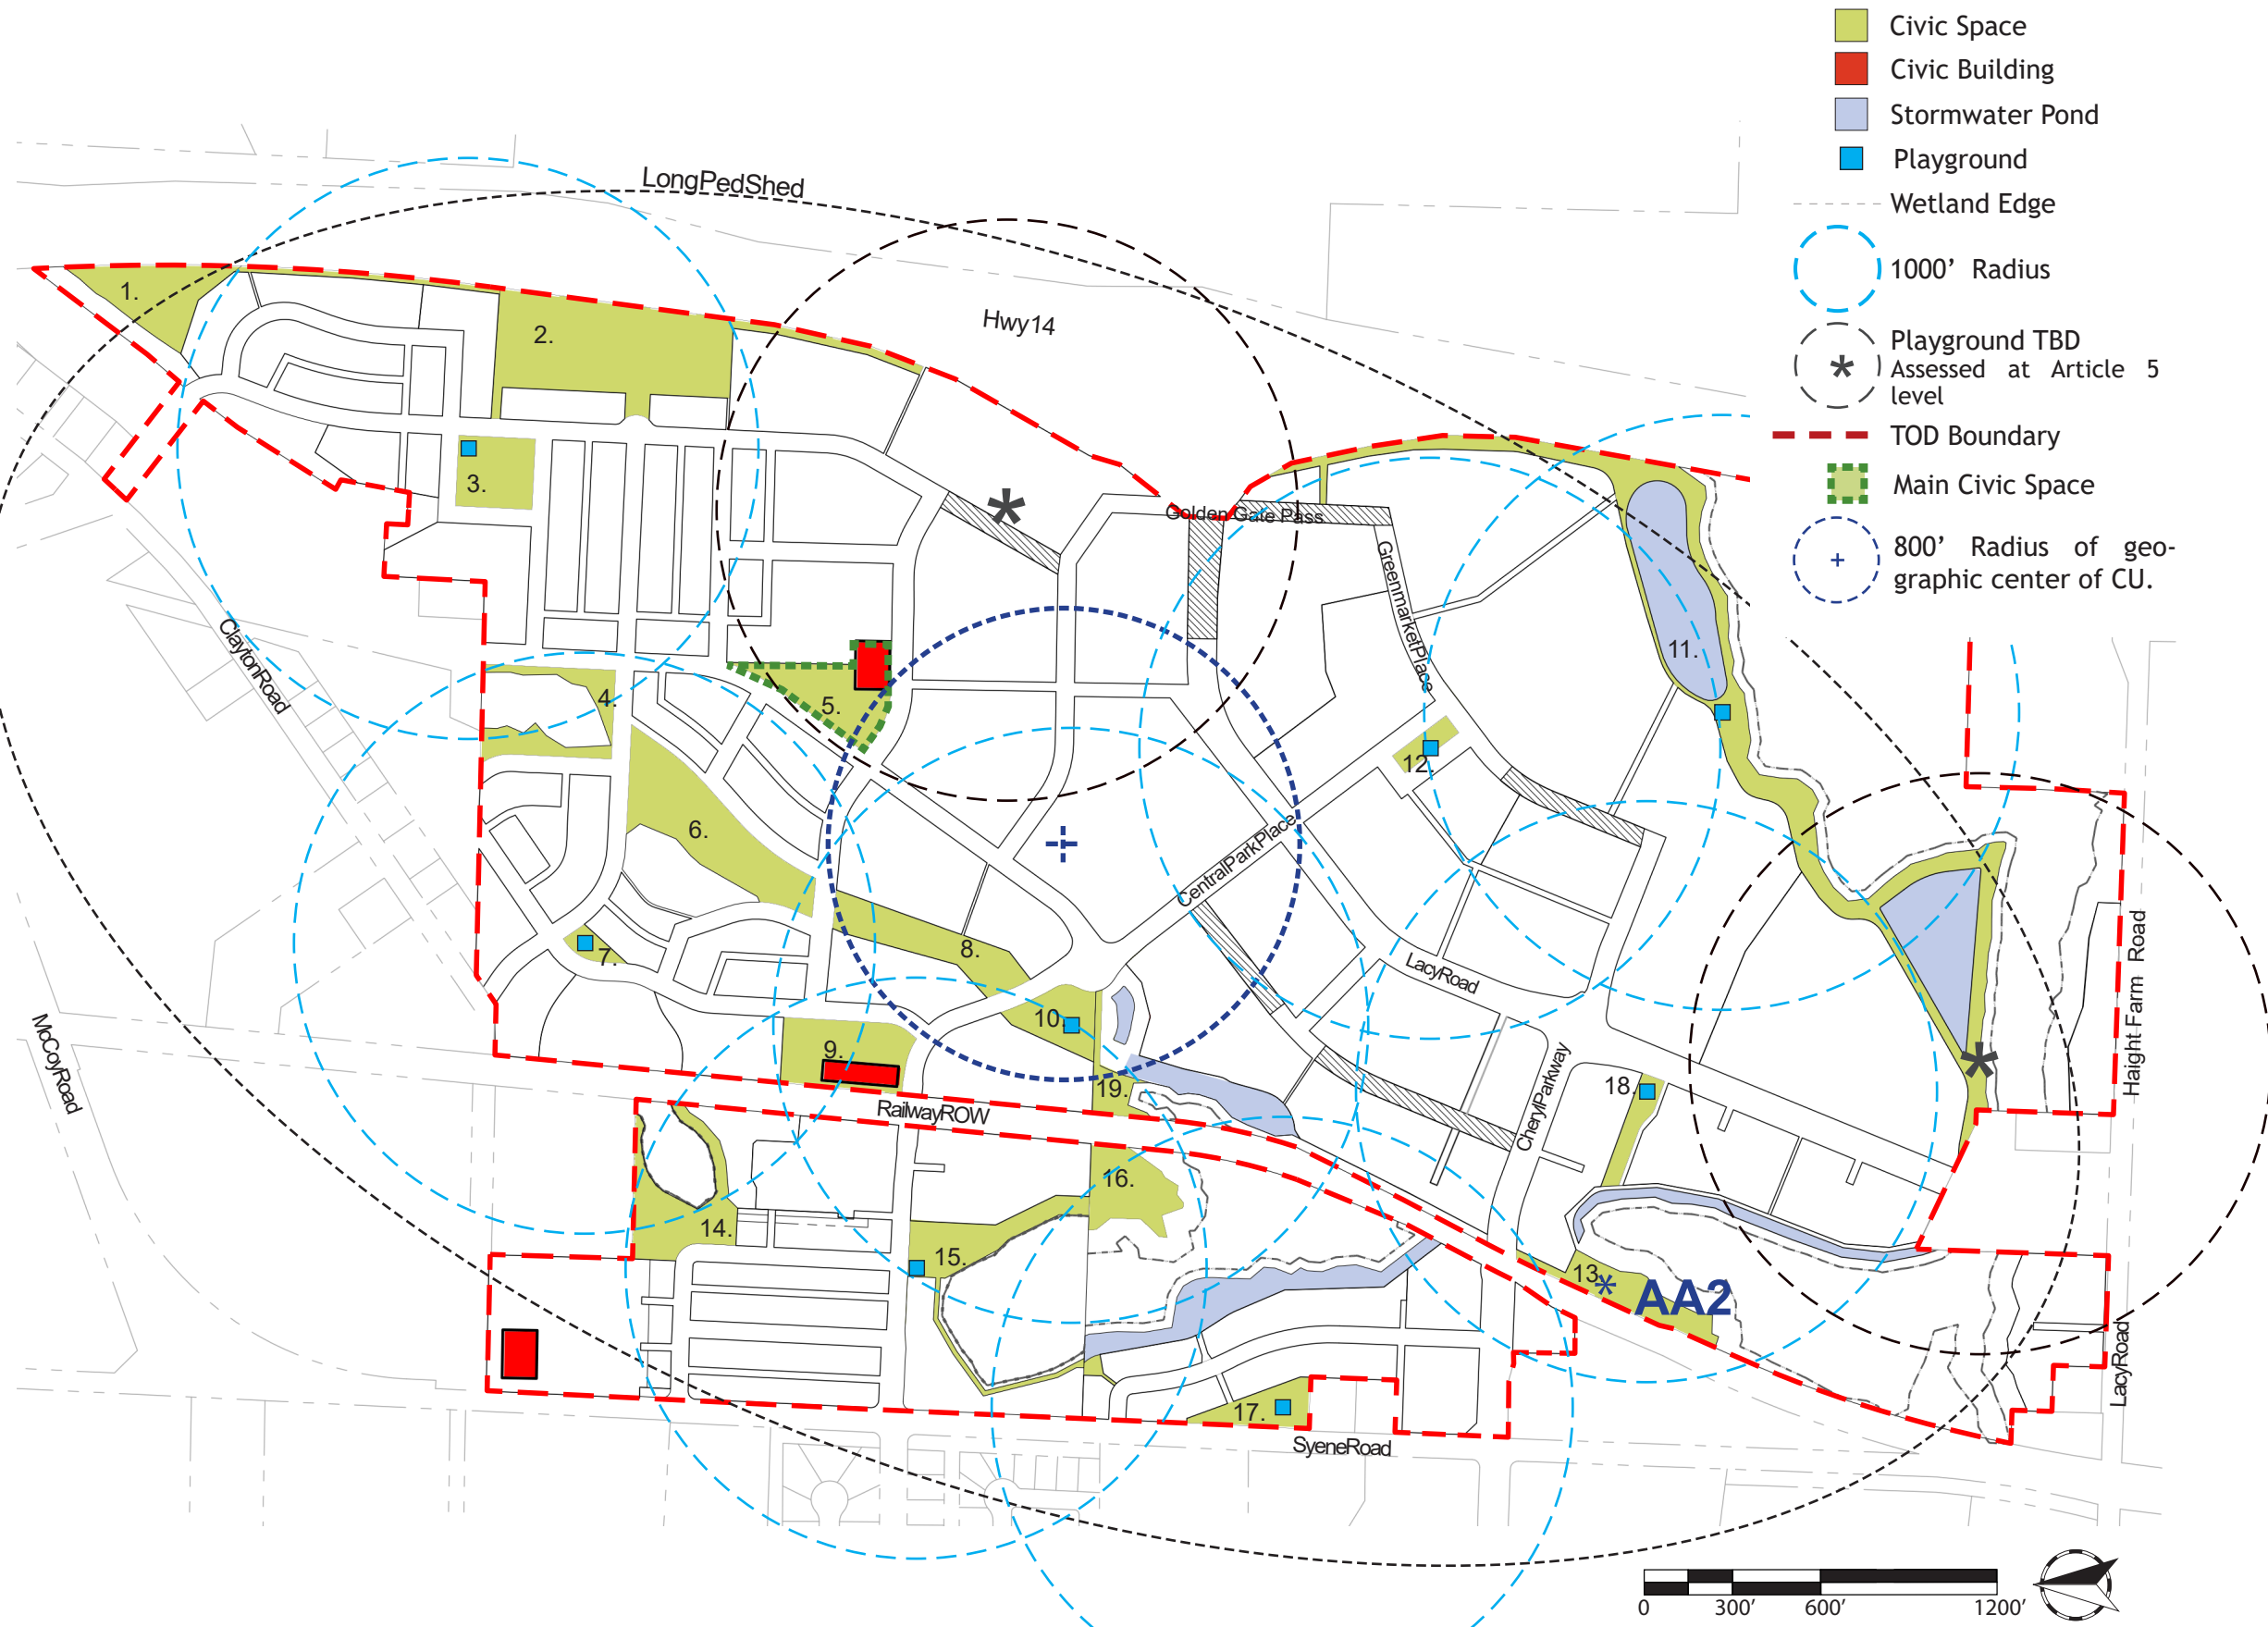 Civic Space
Civic Building
Stormwater Pond
Playground
Wetland Edge
1000’ Radius
Playground TBD
* Assessed at Article 5
level
TOD Boundary
Main Civic Space
800’ Radius of geo-
graphic center of CU.
LongPedShed
Hwy14
1.
2.
3.
*
Golden Gate Pass
GreenmarketPlace
ClaytonRoad
4.
5.
11.
12.
6.
CentralParkPlace
7.
8.
LacyRoad
Haight Farm Road
McCoyRoad
10.
9.
19.
*
RailwayROW
CherylParkway
18.
16.
14.
15.
13.
* AA2
LacyRoad
17.
SyeneRoad
0 300’ 600’ 1200’